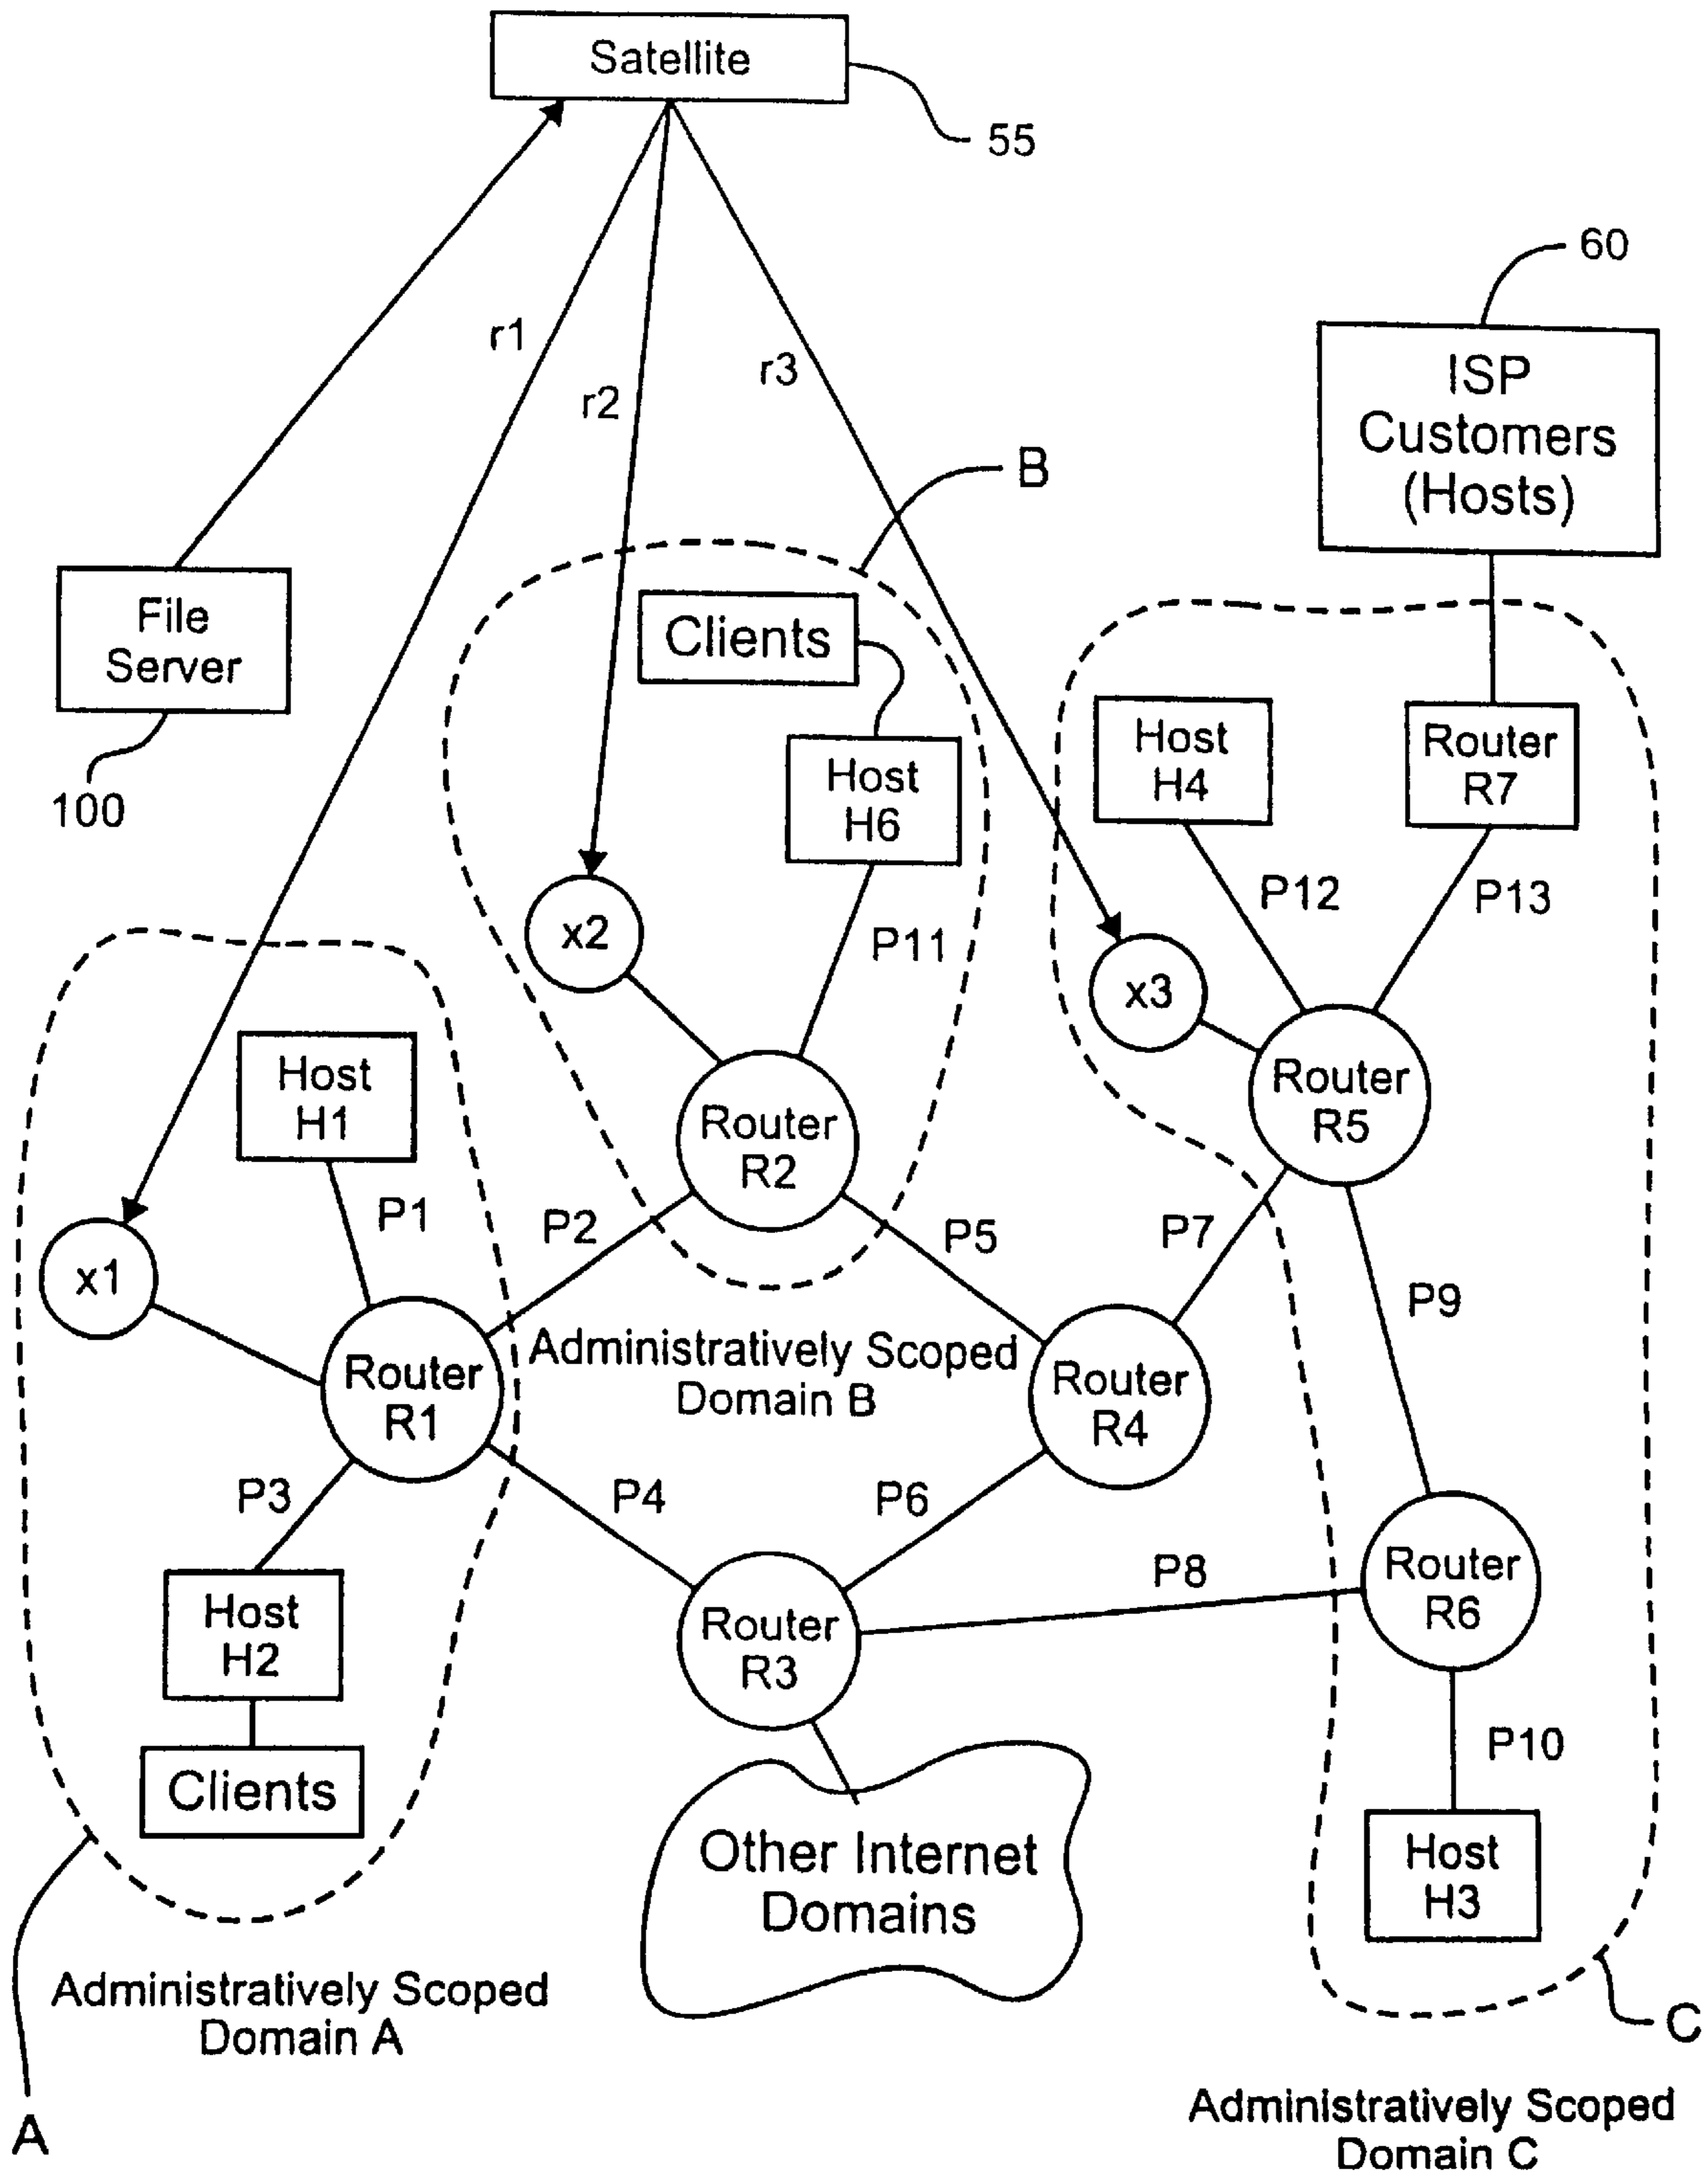 Satellite
55
60
r1
r2
r3
ISP
Customers
(Hosts)
B
File
Server
100
Clients
Host
H6
Host
H4
Router
R7
P12
P13
x2
P11
x3
Host
H1
Router
R5
Router
R2
P1
P2
P5
P7
x1
P9
Administratively Scoped
Domain B
Router
R1
Router
R4
P3
P4
P6
P8
Router
R6
Host
H2
Router
R3
P10
Clients
Other Internet
Domains
Host
H3
Administratively Scoped
Domain A
C
A
Administratively Scoped
Domain C